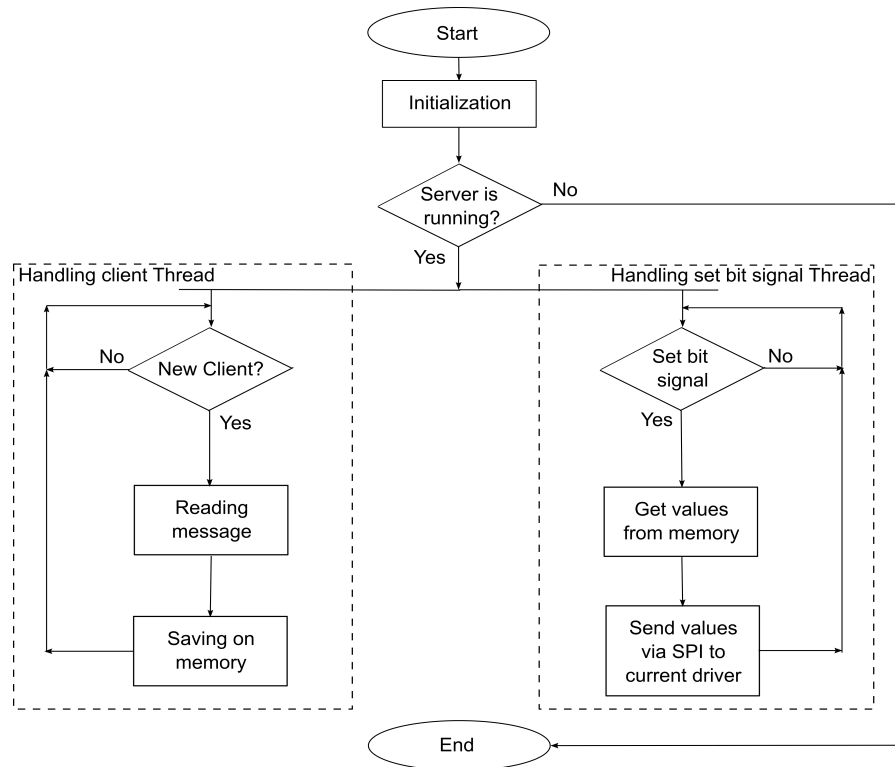 Start
Initialization
Server is
running?
No
Yes
Handling client Thread
Handling set bit signal Thread
New Client?
No
Yes
Reading
message
Saving on
memory
Set bit
signal
No
Yes
Get values
from memory
Send values
via SPI to
current driver
End